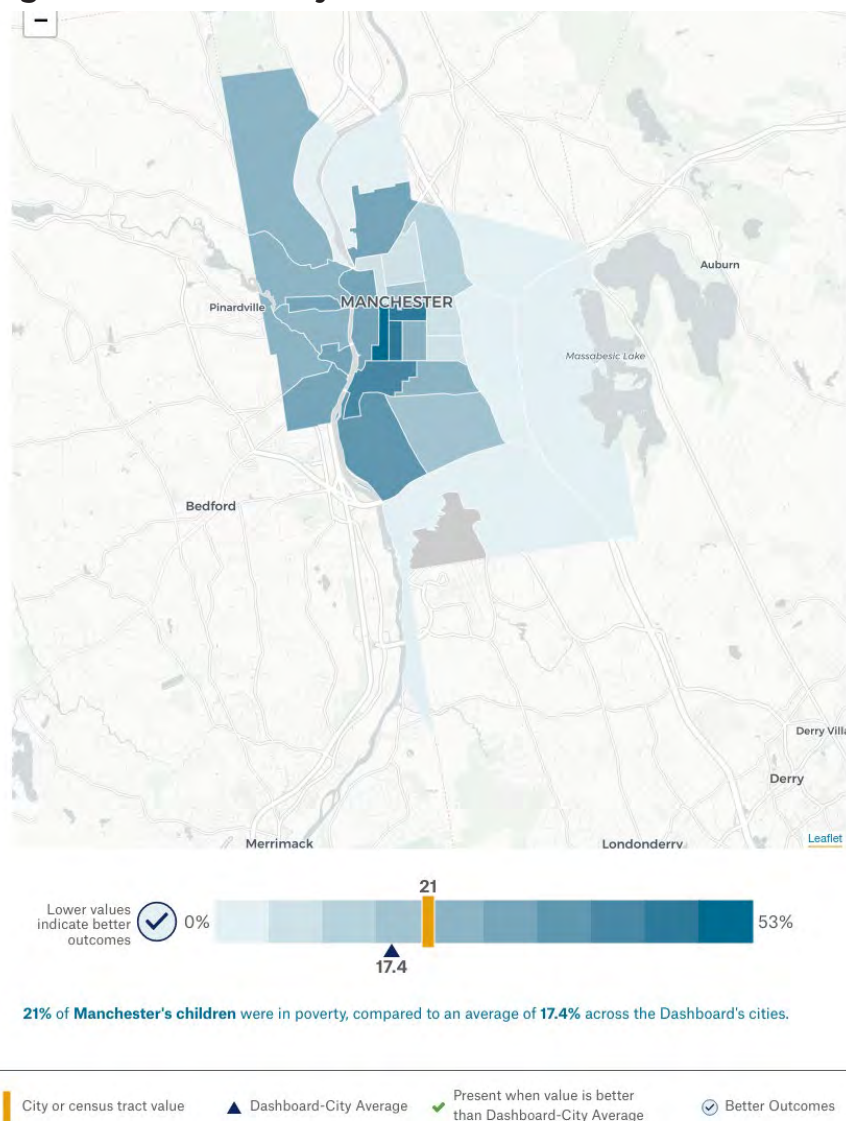 −
MANCHESTER
Pinardville
Auburn
Massabesic Lake
Bedford
Derry Villa
Derry
Merrimack
Londonderry
Leaflet
21
Lower values
indicate better
outcomes
0%
53%
17.4
21% of Manchester's children were in poverty, compared to an average of 17.4% across the Dashboard's cities.
City or census tract value
Dashboard-City Average
Present when value is better
than Dashboard-City Average
Better Outcomes